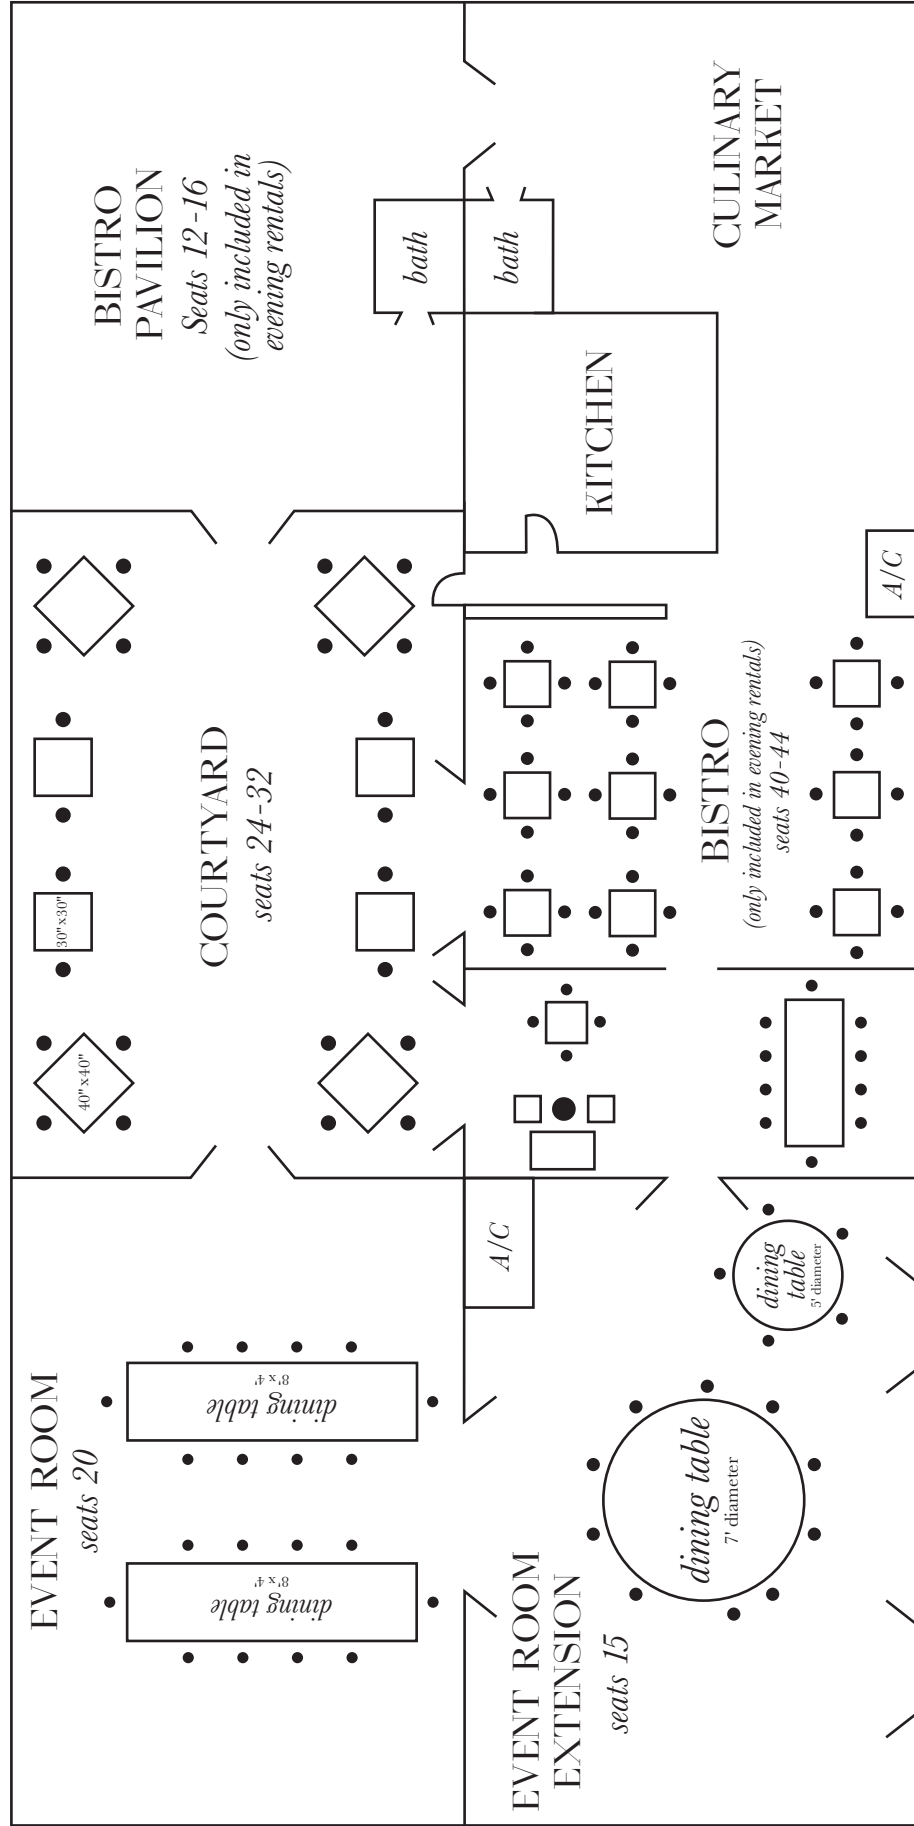 EVENT ROOM
seats 20
dining table
8' x 4'
dining table
8' x 4'
COURTYARD
seats 24-32
40" x40"
30" x30"
BISTRO
PAVILION
Seats 12-16
(only included in
evening rentals)
bath
bath
EVENT ROOM
EXTENSION
seats 15
dining table
7' diameter
dining
table
5' diameter
A/C
BISTRO
(only included in evening rentals)
seats 40-44
KITCHEN
A/C
CULINARY
MARKET